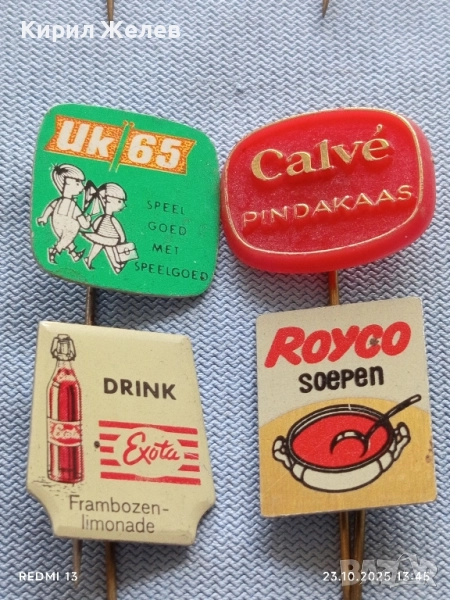 Кирил Желев
Uk 65
SPEEL
GOED
MET
SPEELGOED
Calvé
PINDAKAAS
DRINK
Exota
Frambozen-
limonade
ROYCO
soepen
REDMI 13
23.10.2025 13:45